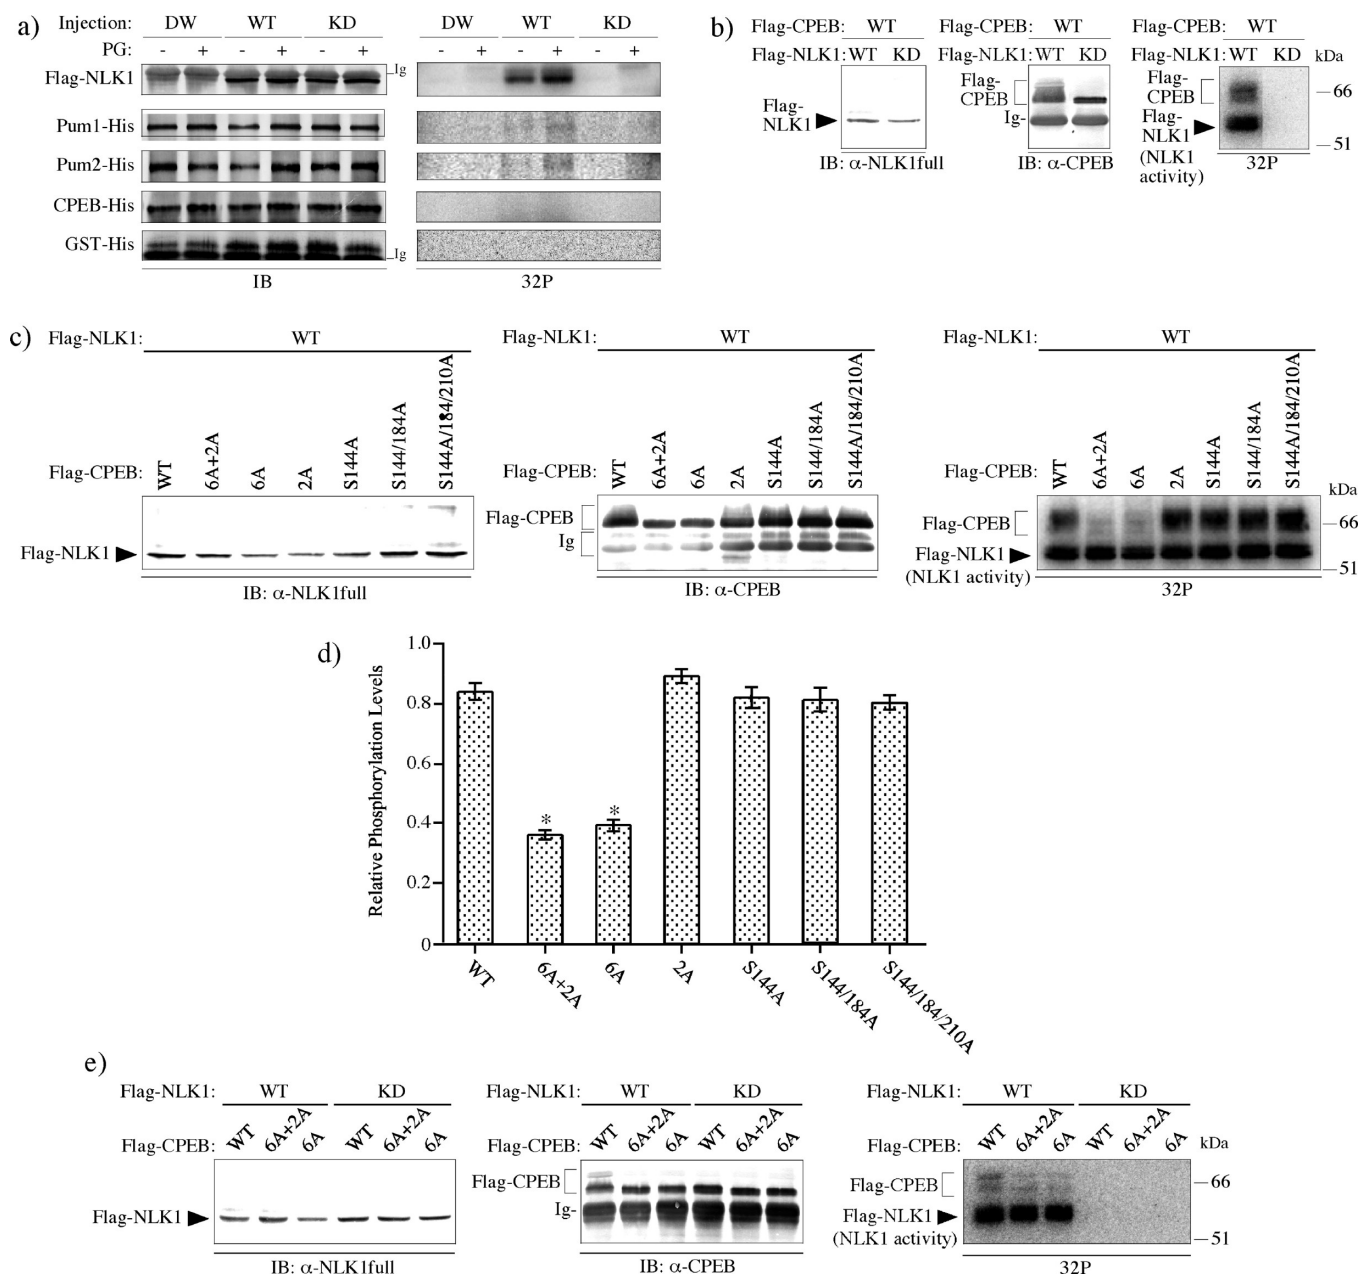 a)
Injection: DW WT KD DW WT KD
PG: - + - + - + - + - + - +
Flag-NLK1
Ig
Pum1-His
Pum2-His
CPEB-His
GST-His
Ig
IB 32P
b)
Flag-CPEB: WT
Flag-NLK1: WT KD
Flag-
NLK1
IB: α-NLK1full
Flag-CPEB: WT
Flag-NLK1: WT KD
Flag-
CPEB
Ig-
IB: α-CPEB
Flag-CPEB: WT
Flag-NLK1: WT KD kDa
Flag-
CPEB
66
Flag-
NLK1
51
(NLK1
activity)
32P
c)
Flag-NLK1: WT
Flag-CPEB: WT 6A+2A 6A 2A S144A S144/184A S144A/184/210A
Flag-NLK1
IB: α-NLK1full
Flag-NLK1: WT
Flag-CPEB: WT 6A+2A 6A 2A S144A S144/184A S144A/184/210A
Flag-CPEB
Ig
IB: α-CPEB
Flag-NLK1: WT
Flag-CPEB: WT 6A+2A 6A 2A S144A S144/184A S144A/184/210A
kDa
Flag-CPEB
66
Flag-NLK1
(NLK1 activity)
51
32P
d)
Relative Phosphorylation Levels
1.0
0.8
0.4
0.2
0
* *
WT 6A+2A 6A 2A S144A S144/184A S144/184/210A
e)
Flag-NLK1: WT KD
Flag-CPEB: WT 6A+2A 6A WT 6A+2A 6A
Flag-NLK1
IB: α-NLK1full
Flag-NLK1: WT KD
Flag-CPEB: WT 6A+2A 6A WT 6A+2A 6A
Flag-CPEB
Ig-
IB: α-CPEB
Flag-NLK1: WT KD
Flag-CPEB: WT 6A+2A 6A WT 6A+2A 6A
kDa
Flag-CPEB
66
Flag-NLK1
(NLK1 activity)
51
32P